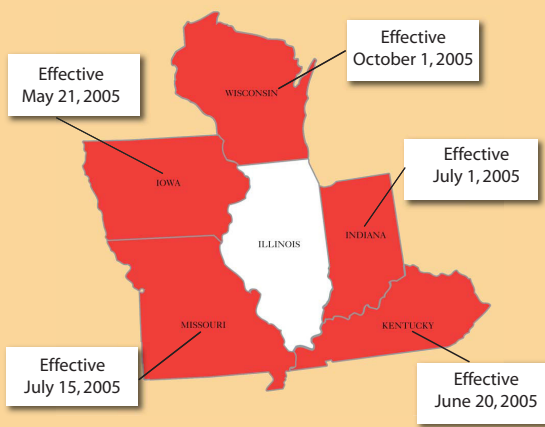 Effective
October 1, 2005
WISCONSIN
Effective
May 21, 2005
IOWA
Effective
July 1, 2005
ILLINOIS
INDIANA
MISSOURI
KENTUCKY
Effective
July 15, 2005
Effective
June 20, 2005